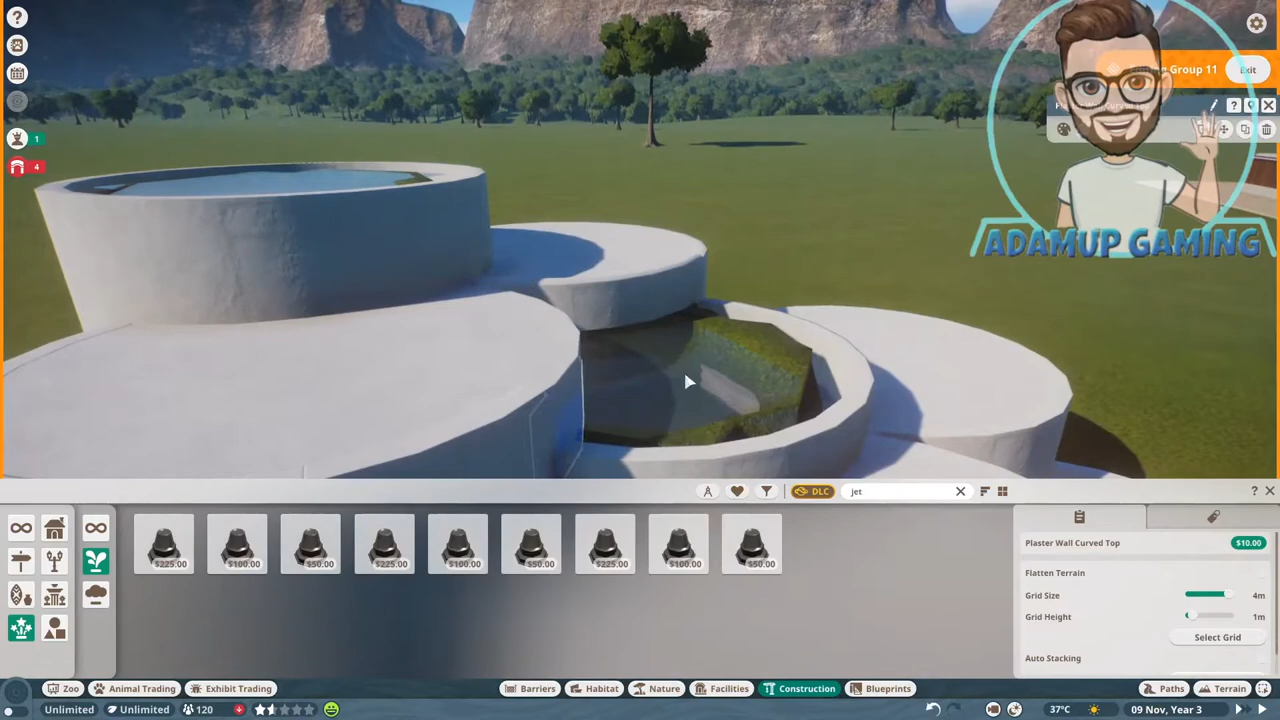 Group 11
Exit
1
4
ADAMUP GAMING
DLC
jet
$225.00
$100.00
$50.00
$225.00
$100.00
$50.00
$225.00
$100.00
$50.00
Plaster Wall Curved Top
$10.00
Flatten Terrain
Grid Size
4m
Grid Height
1m
Select Grid
Auto Stacking
Zoo
Animal Trading
Exhibit Trading
Barriers
Habitat
Nature
Facilities
Construction
Blueprints
Paths
Terrain
Unlimited
Unlimited
120
37°C
09 Nov, Year 3